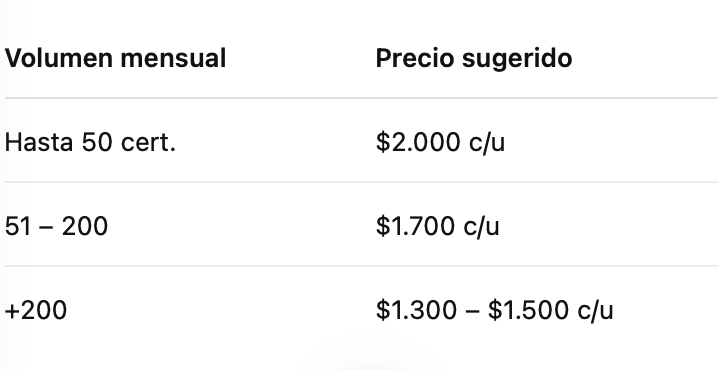 Volumen mensual Precio sugerido
Hasta 50 cert. $2.000 c/u
51 – 200 $1.700 c/u
+200 $1.300 – $1.500 c/u